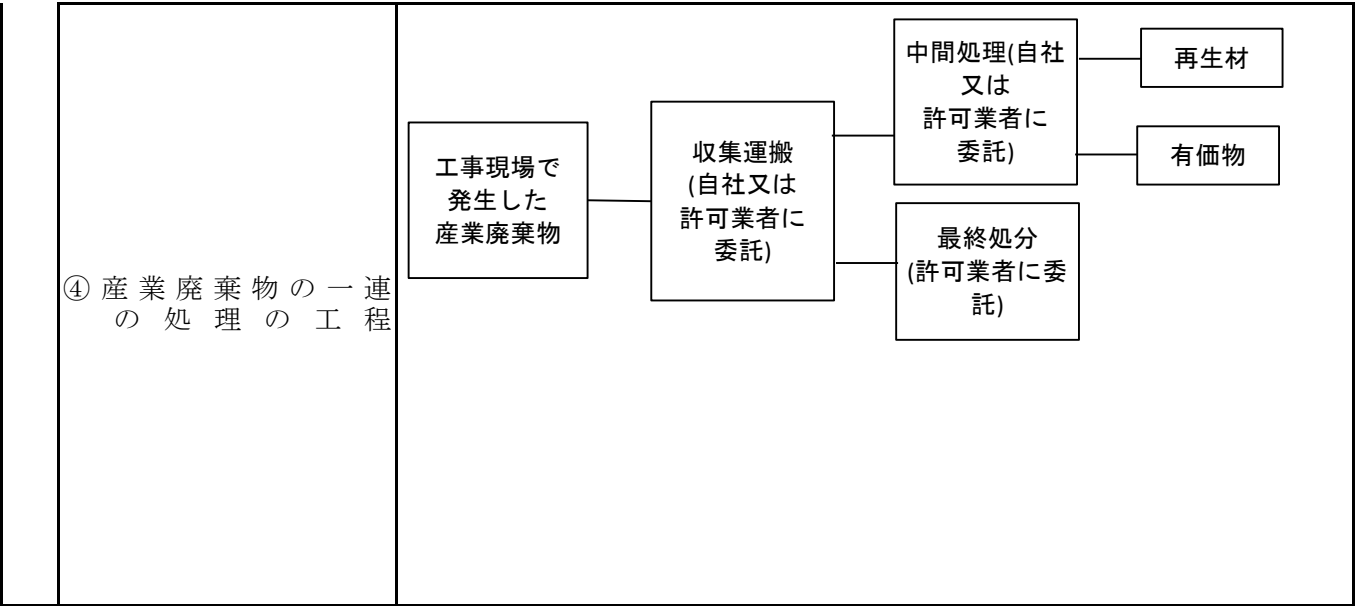 ④産業廃棄物の一連
の処理の工程
工事現場で
発生した
産業廃棄物
収集運搬
(自社又は
許可業者に
委託)
中間処理(自社
又は
許可業者に
委託)
再生材
有価物
最終処分
(許可業者に委
託)